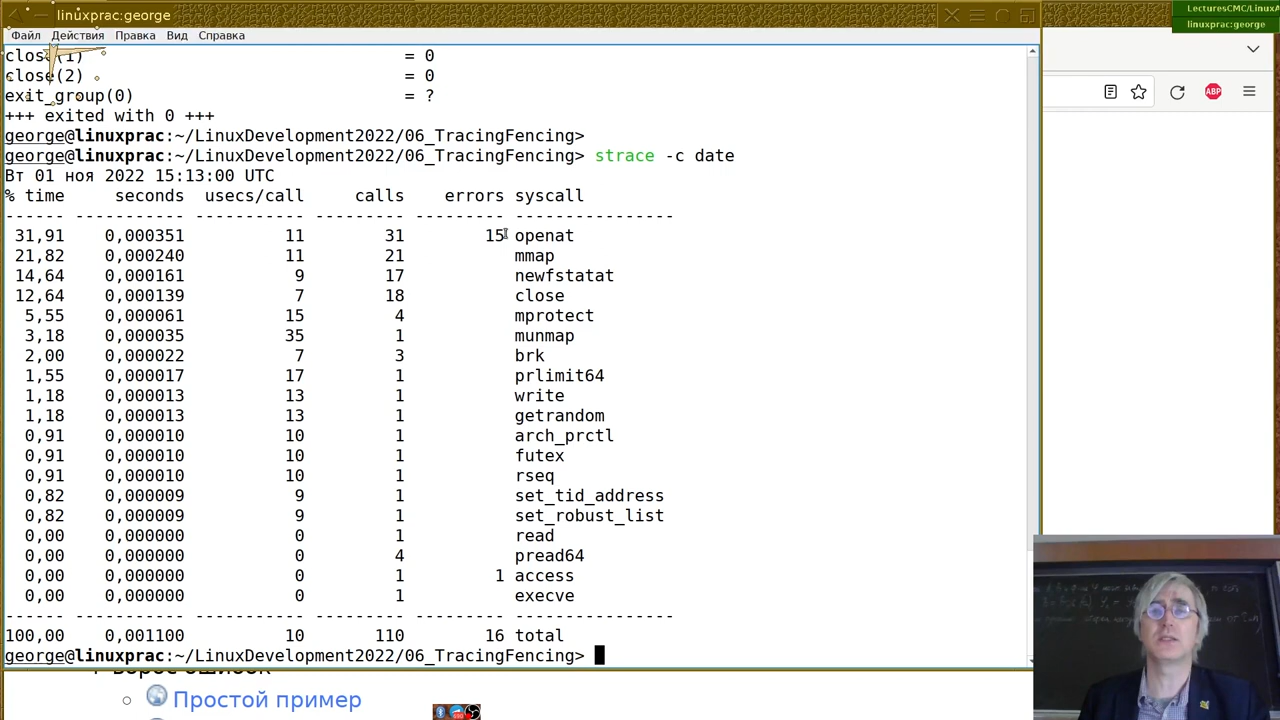 linuxprac:george
LecturesCMC/LinuxA
linuxprac:george
Файл Действия Правка Вид Справка
close(1) = 0
close(2) = 0
exit_group(0) = ?
+++ exited with 0 +++
george@linuxprac:~/LinuxDevelopment2022/06_TracingFencing>
george@linuxprac:~/LinuxDevelopment2022/06_TracingFencing> strace -c date
Вт 01 ноя 2022 15:13:00 UTC
% time seconds usecs/call calls errors syscall
------ ----------- ----------- --------- --------- ----------------
31,91 0,000351 11 31 15 openat
21,82 0,000240 11 21 mmap
14,64 0,000161 9 17 newfstatat
12,64 0,000139 7 18 close
5,55 0,000061 15 4 mprotect
3,18 0,000035 35 1 munmap
2,00 0,000022 7 3 brk
1,55 0,000017 17 1 prlimit64
1,18 0,000013 13 1 write
1,18 0,000013 13 1 getrandom
0,91 0,000010 10 1 arch_prctl
0,91 0,000010 10 1 futex
0,91 0,000010 10 1 rseq
0,82 0,000009 9 1 set_tid_address
0,82 0,000009 9 1 set_robust_list
0,00 0,000000 0 1 read
0,00 0,000000 0 4 pread64
0,00 0,000000 0 1 1 access
0,00 0,000000 0 1 execve
------ ----------- ----------- --------- --------- ----------------
100,00 0,001100 10 110 16 total
george@linuxprac:~/LinuxDevelopment2022/06_TracingFencing>
ABP
Простой пример